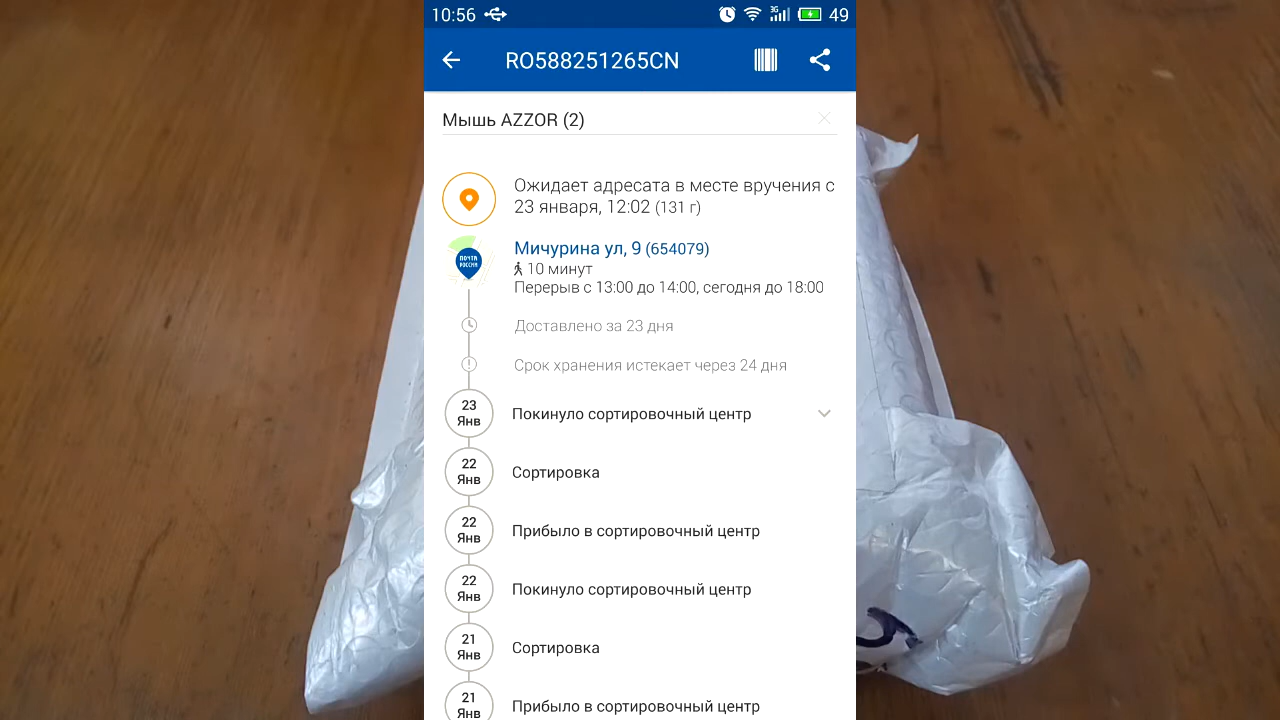 10:56
3G
49
RO588251265CN
Мышь AZZOR (2)
Ожидает адресата в месте вручения с
23 января, 12:02 (131 г)
Мичурина ул, 9 (654079)
ПОЧТА
РОССИИ
10 минут
Перерыв с 13:00 до 14:00, сегодня до 18:00
Доставлено за 23 дня
Срок хранения истекает через 24 дня
23
Янв
Покинуло сортировочный центр
22
Янв
Сортировка
22
Янв
Прибыло в сортировочный центр
22
Янв
Покинуло сортировочный центр
21
Янв
Сортировка
21
Янв
Прибыло в сортировочный центр